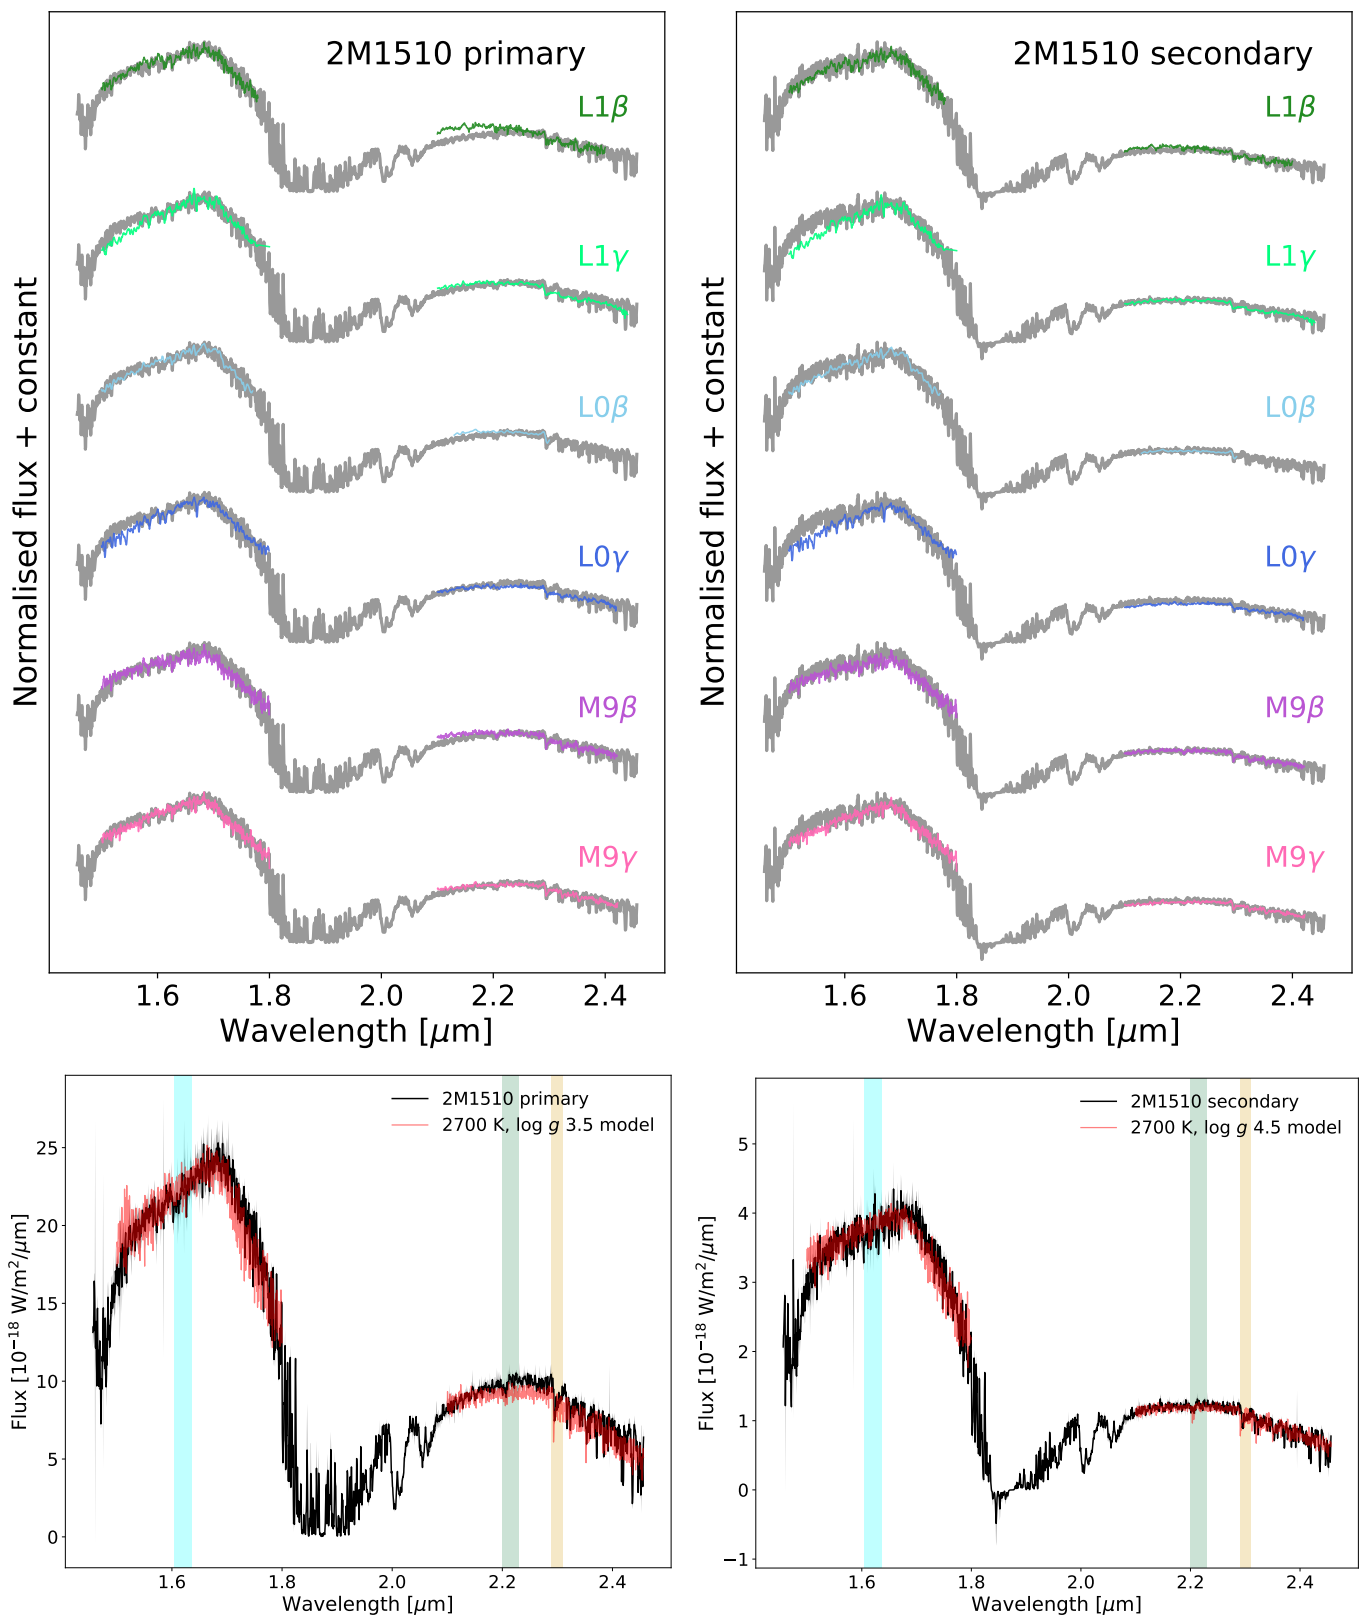 2M1510 primary
L1β
L1γ
L0β
L0γ
M9β
M9γ
Normalised flux + constant
1.6 1.8 2.0 2.2 2.4
Wavelength [μm]
2M1510 secondary
L1β
L1γ
L0β
L0γ
M9β
M9γ
Normalised flux + constant
1.6 1.8 2.0 2.2 2.4
Wavelength [μm]
2M1510 primary
2700 K, log g 3.5 model
25
20
15
10
5
0
Flux [10⁻¹⁸ W/m²/μm]
1.6 1.8 2.0 2.2 2.4
Wavelength [μm]
2M1510 secondary
2700 K, log g 4.5 model
5
4
3
2
1
0
−1
Flux [10⁻¹⁸ W/m²/μm]
1.6 1.8 2.0 2.2 2.4
Wavelength [μm]